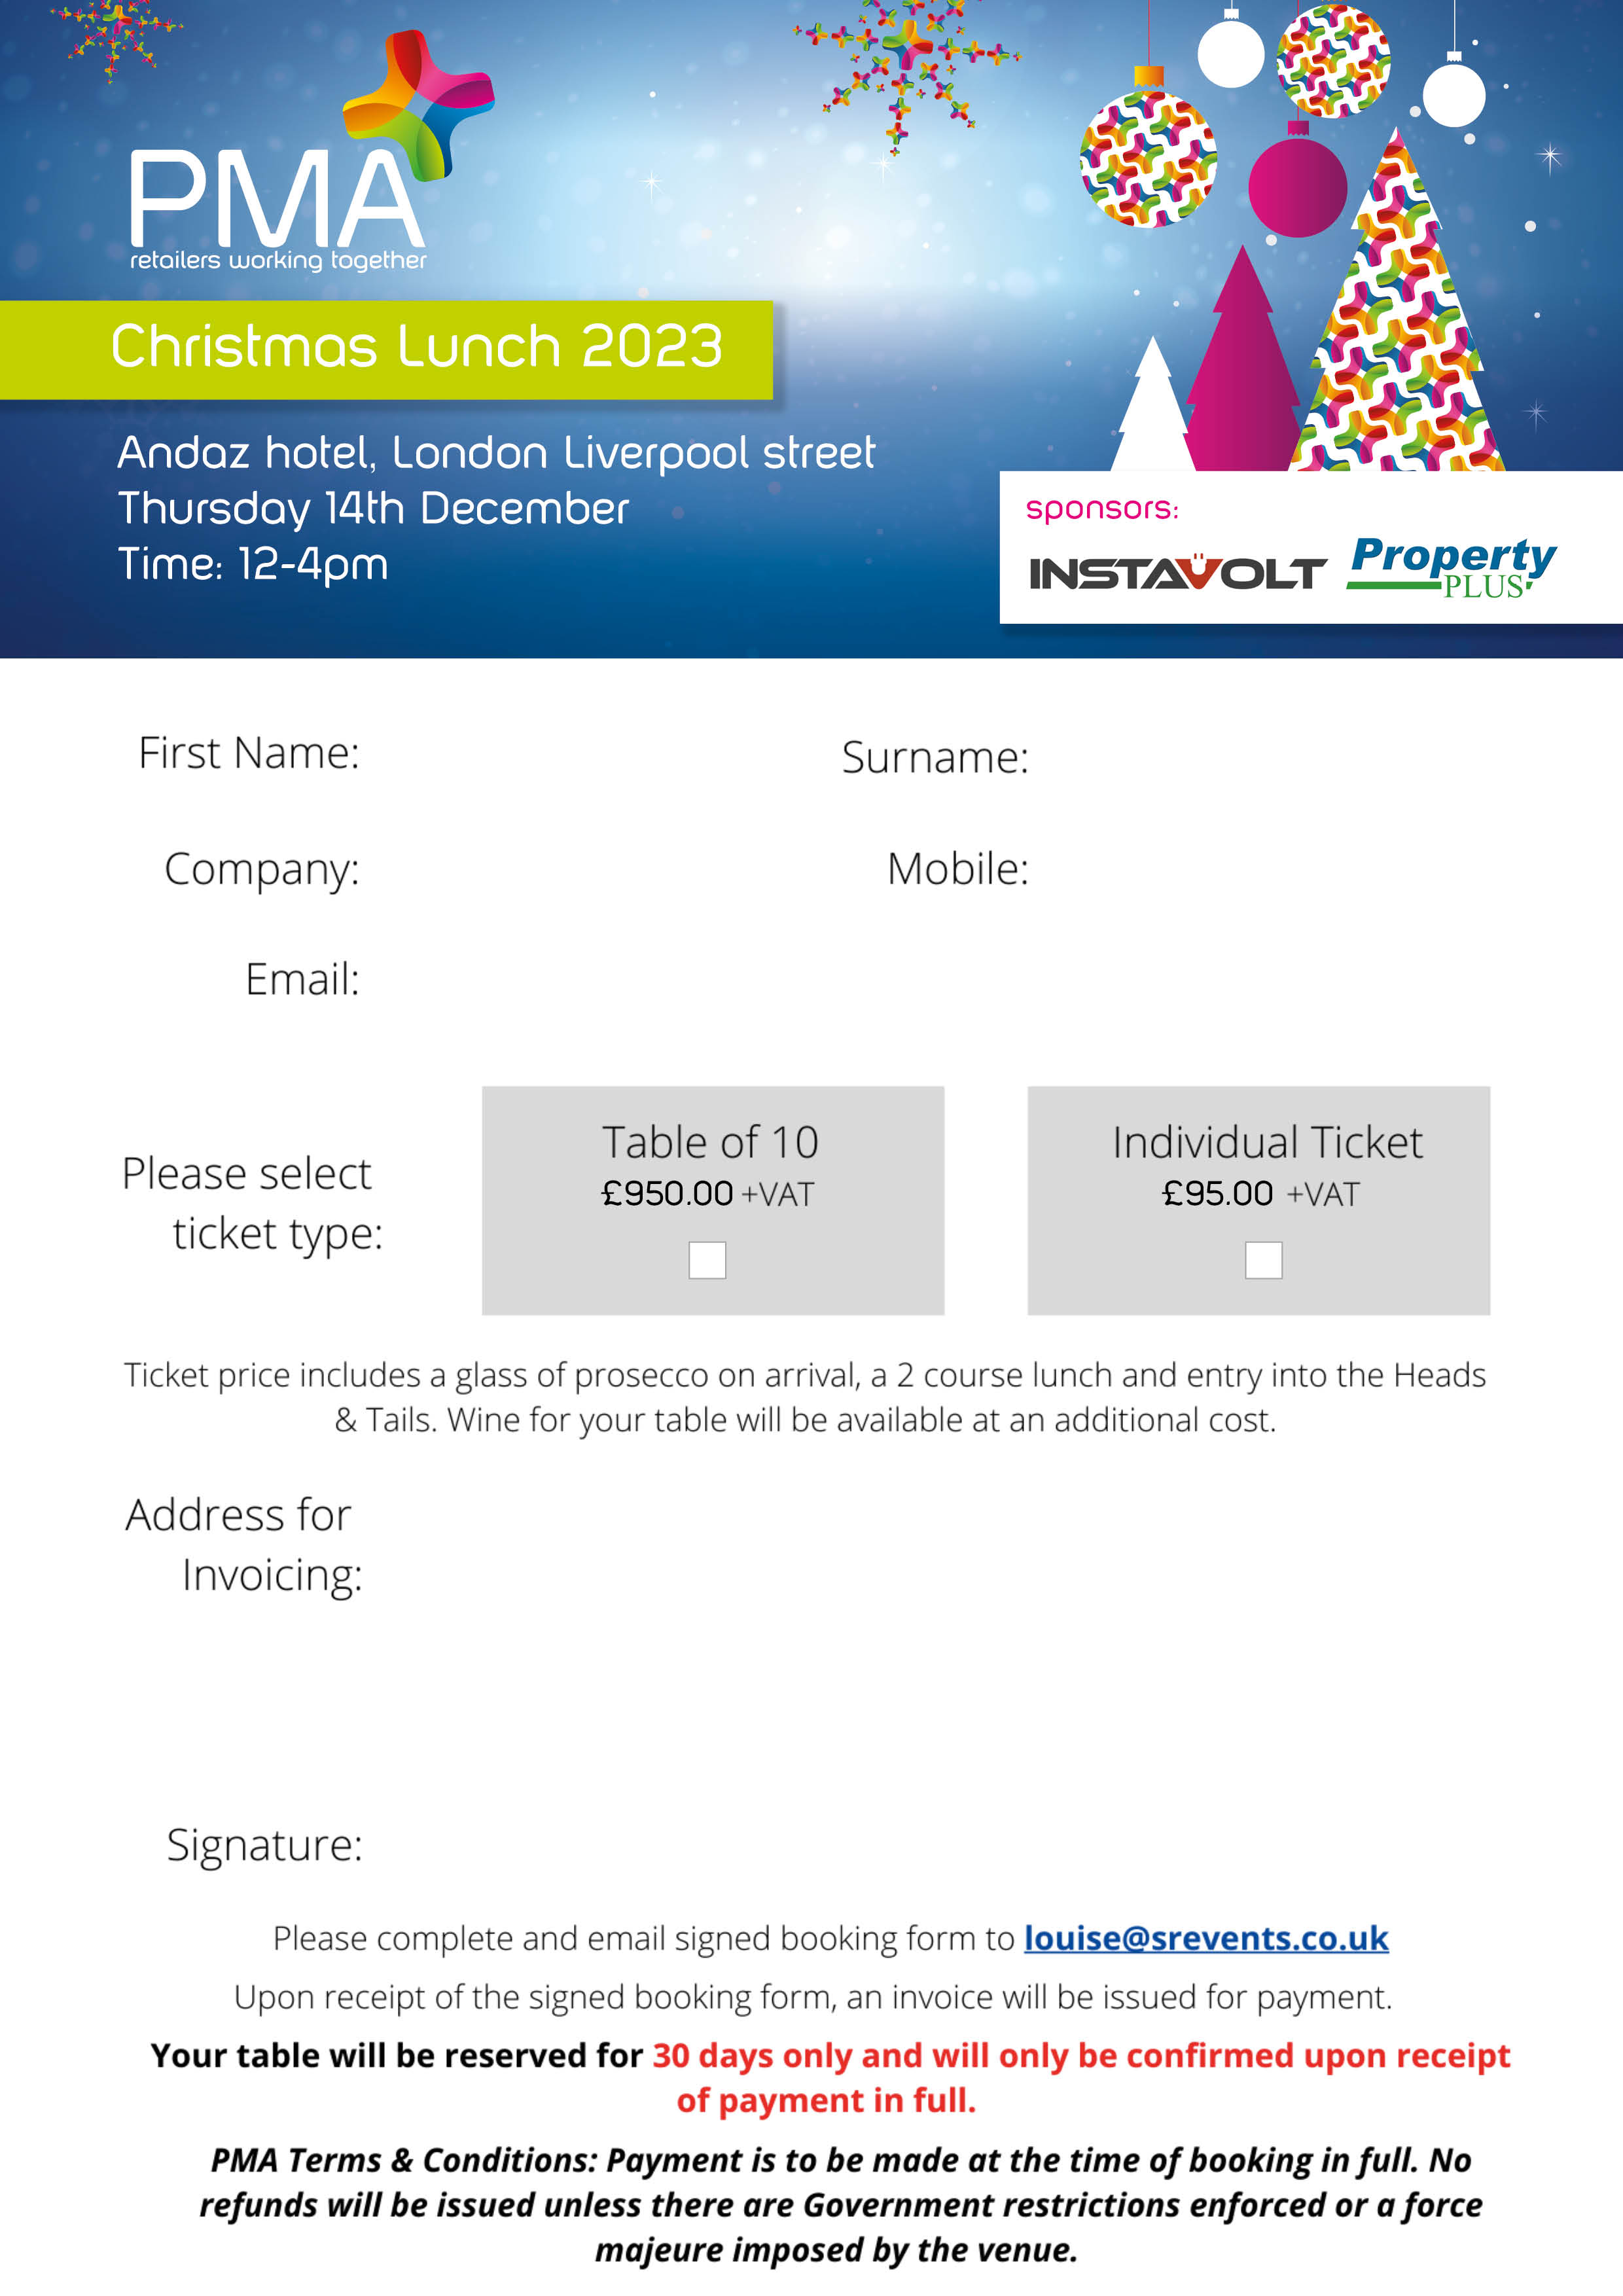 PMA
retailers working together
Christmas Lunch 2023
Andaz hotel, London Liverpool street
Thursday 14th December
Time: 12-4pm
sponsors:
INSTAVOLT
Property
PLUS
First Name:
Surname:
Company:
Mobile:
Email:
Please select
ticket type:
Table of 10
£950.00 +VAT
Individual Ticket
£95.00 +VAT
Ticket price includes a glass of prosecco on arrival, a 2 course lunch and entry into the Heads
& Tails. Wine for your table will be available at an additional cost.
Address for
Invoicing:
Signature:
Please complete and email signed booking form to louise@srevents.co.uk
Upon receipt of the signed booking form, an invoice will be issued for payment.
Your table will be reserved for 30 days only and will only be confirmed upon receipt
of payment in full.
PMA Terms & Conditions: Payment is to be made at the time of booking in full. No
refunds will be issued unless there are Government restrictions enforced or a force
majeure imposed by the venue.